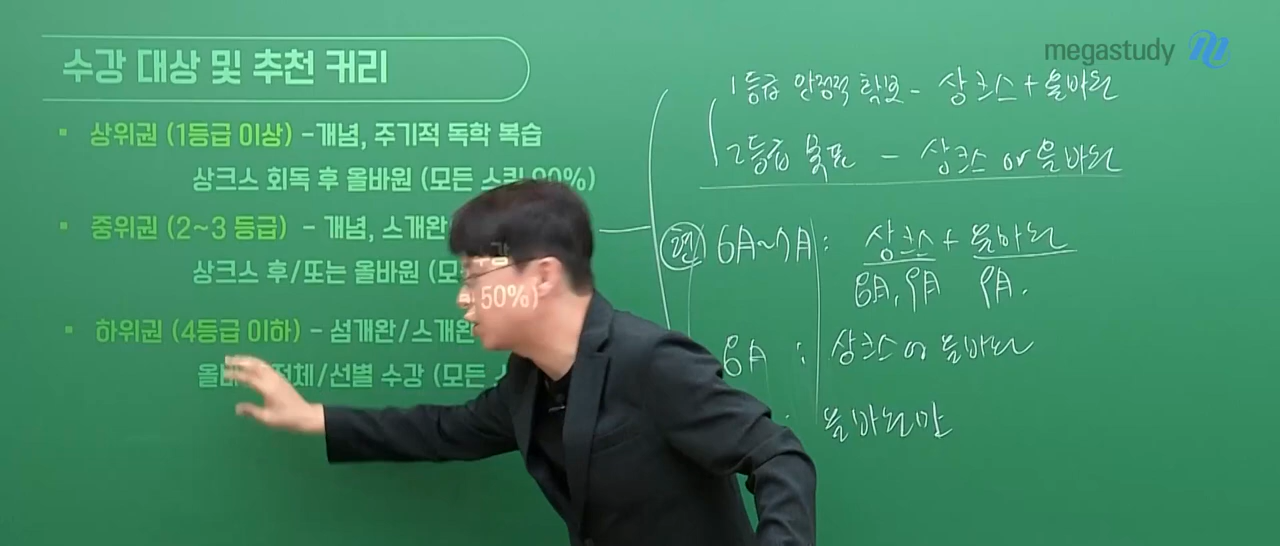 수강 대상 및 추천 커리
상위권 (1등급 이상) - 개념, 주기적 독학 복습
상크스 회독 후 올바원 (모든 스킬 90%)
중위권 (2~3 등급) - 개념, 스개완
상크스 후/또는 올바원 (모
50%)
하위권 (4등급 이하) - 섬개완/스개완
전체/선별 수강 (모든
megastudy
1등급 안정적 확보 - 상크스 + 올바원
2등급 목표 - 상크스 or 올바원
6月~7月 : 상크스 + 올바원
8月, 9月 9月.
8月 : 상크스 or 올바원
: 올바원만